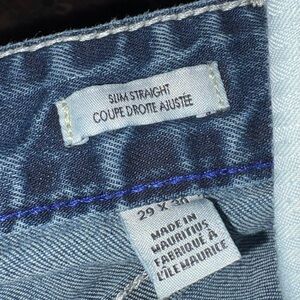 SLIM STRAIGHT
COUPE DROITE AJUSTÉE
29 X 30
MADE IN
MAURITIUS
FABRIQUÉ À
L'ÎLE MAURICE